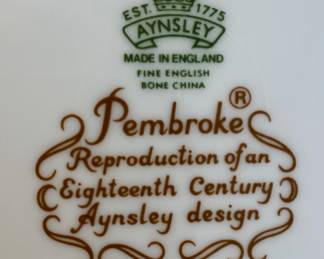 EST. 1775
AYNSLEY
MADE IN ENGLAND
FINE ENGLISH
BONE CHINA
Pembroke®
Reproduction of an
Eighteenth Century
Aynsley design